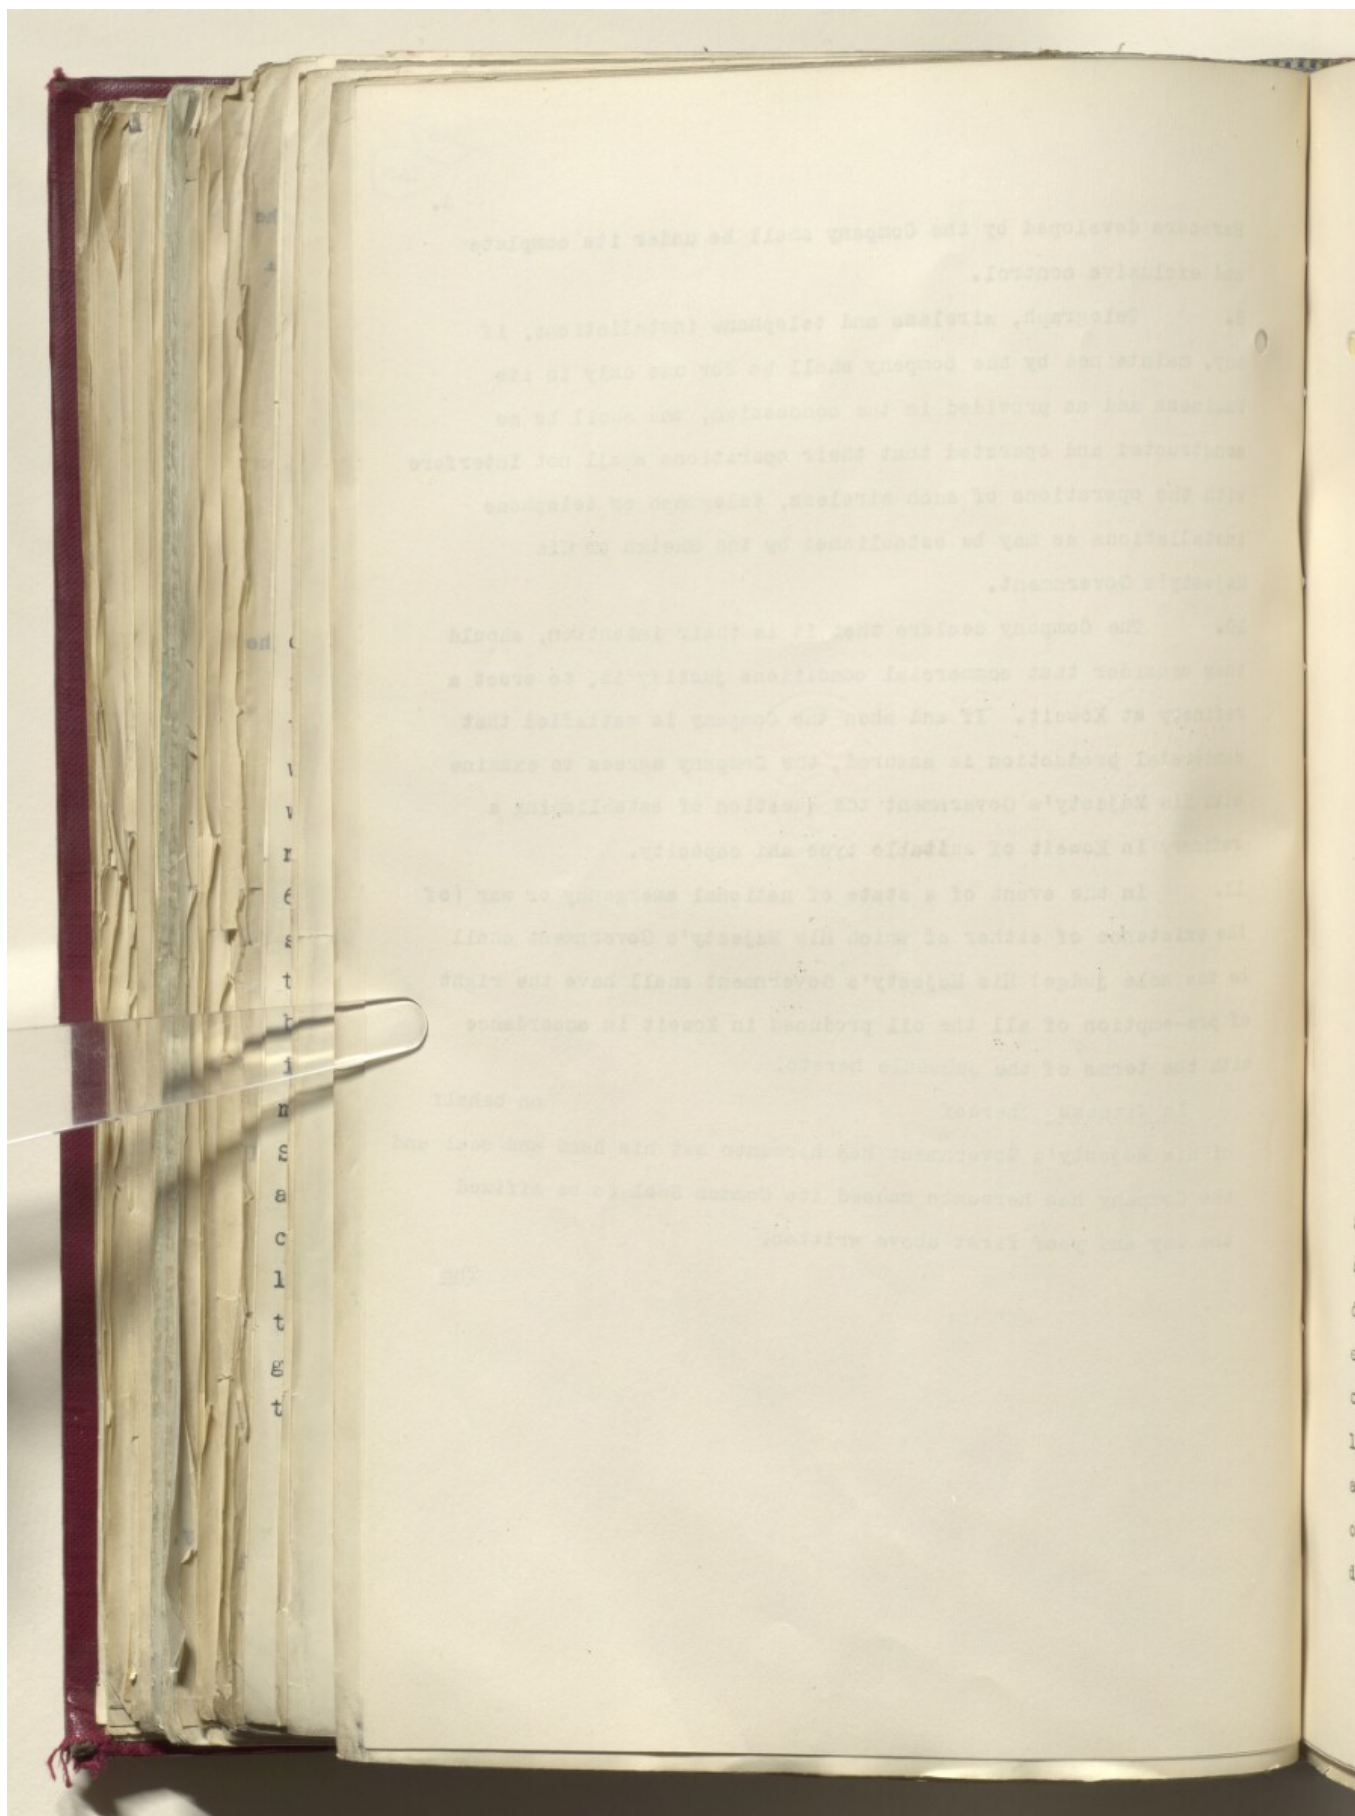 4.
Harbours developed by the Company shall be under its complete
and exclusive control.
9. Telegraph, wireless and telephone installations, if
any, maintained by the Company shall be for use only in its
business and as provided in the concession, and shall be so
constructed and operated that their operations shall not interfere
with the operations of such wireless, telegraph or telephone
installations as may be established by the Sheikh or His
Majesty's Government.
10. The Company declare that it is their intention, should
they consider that commercial conditions justify it, to erect a
refinery at Koweit. If and when the Company is satisfied that
commercial production is assured, the Company agrees to examine
with His Majesty's Government the question of establishing a
refinery in Koweit of suitable type and capacity.
11. In the event of a state of national emergency or war (of
the existence of either of which His Majesty's Government shall
be the sole judge) His Majesty's Government shall have the right
of pre-emption of all the oil produced in Koweit in accordance
with the terms of the schedule hereto.
In Witness thereof on behalf
of His Majesty's Government has hereunto set his hand and seal and
the Company has hereunto caused its Common Seal to be affixed
the day and year first above written.
The
he
he
v
w
r
6
s
t
b
i
m
S
a
c
l
t
g
t